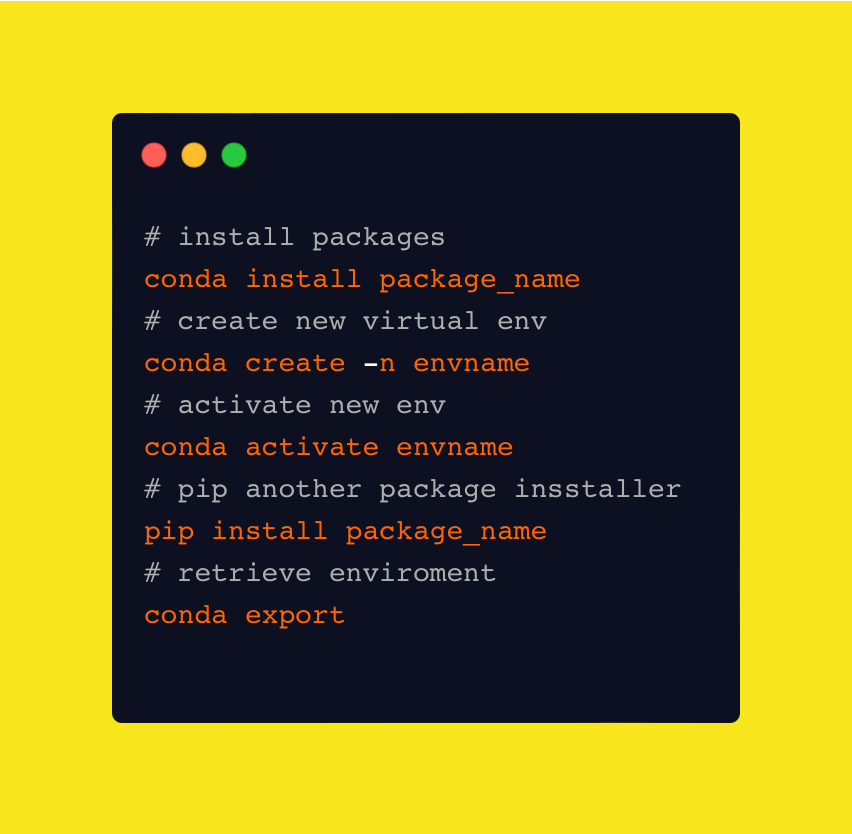 # install packages
conda install package_name
# create new virtual env
conda create -n envname
# activate new env
conda activate envname
# pip another package insstaller
pip install package_name
# retrieve enviroment
conda export